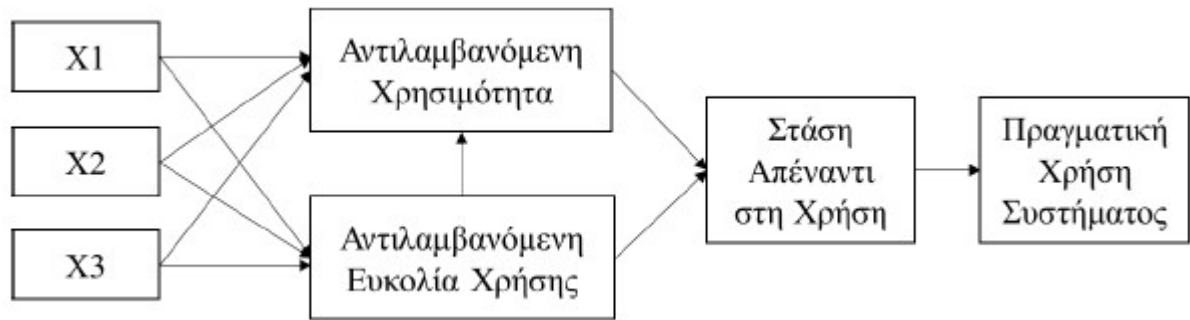 X1
X2
X3
Αντιλαμβανόμενη
Χρησιμότητα
Αντιλαμβανόμενη
Ευκολία Χρήσης
Στάση
Απέναντι
στη Χρήση
Πραγματική
Χρήση
Συστήματος